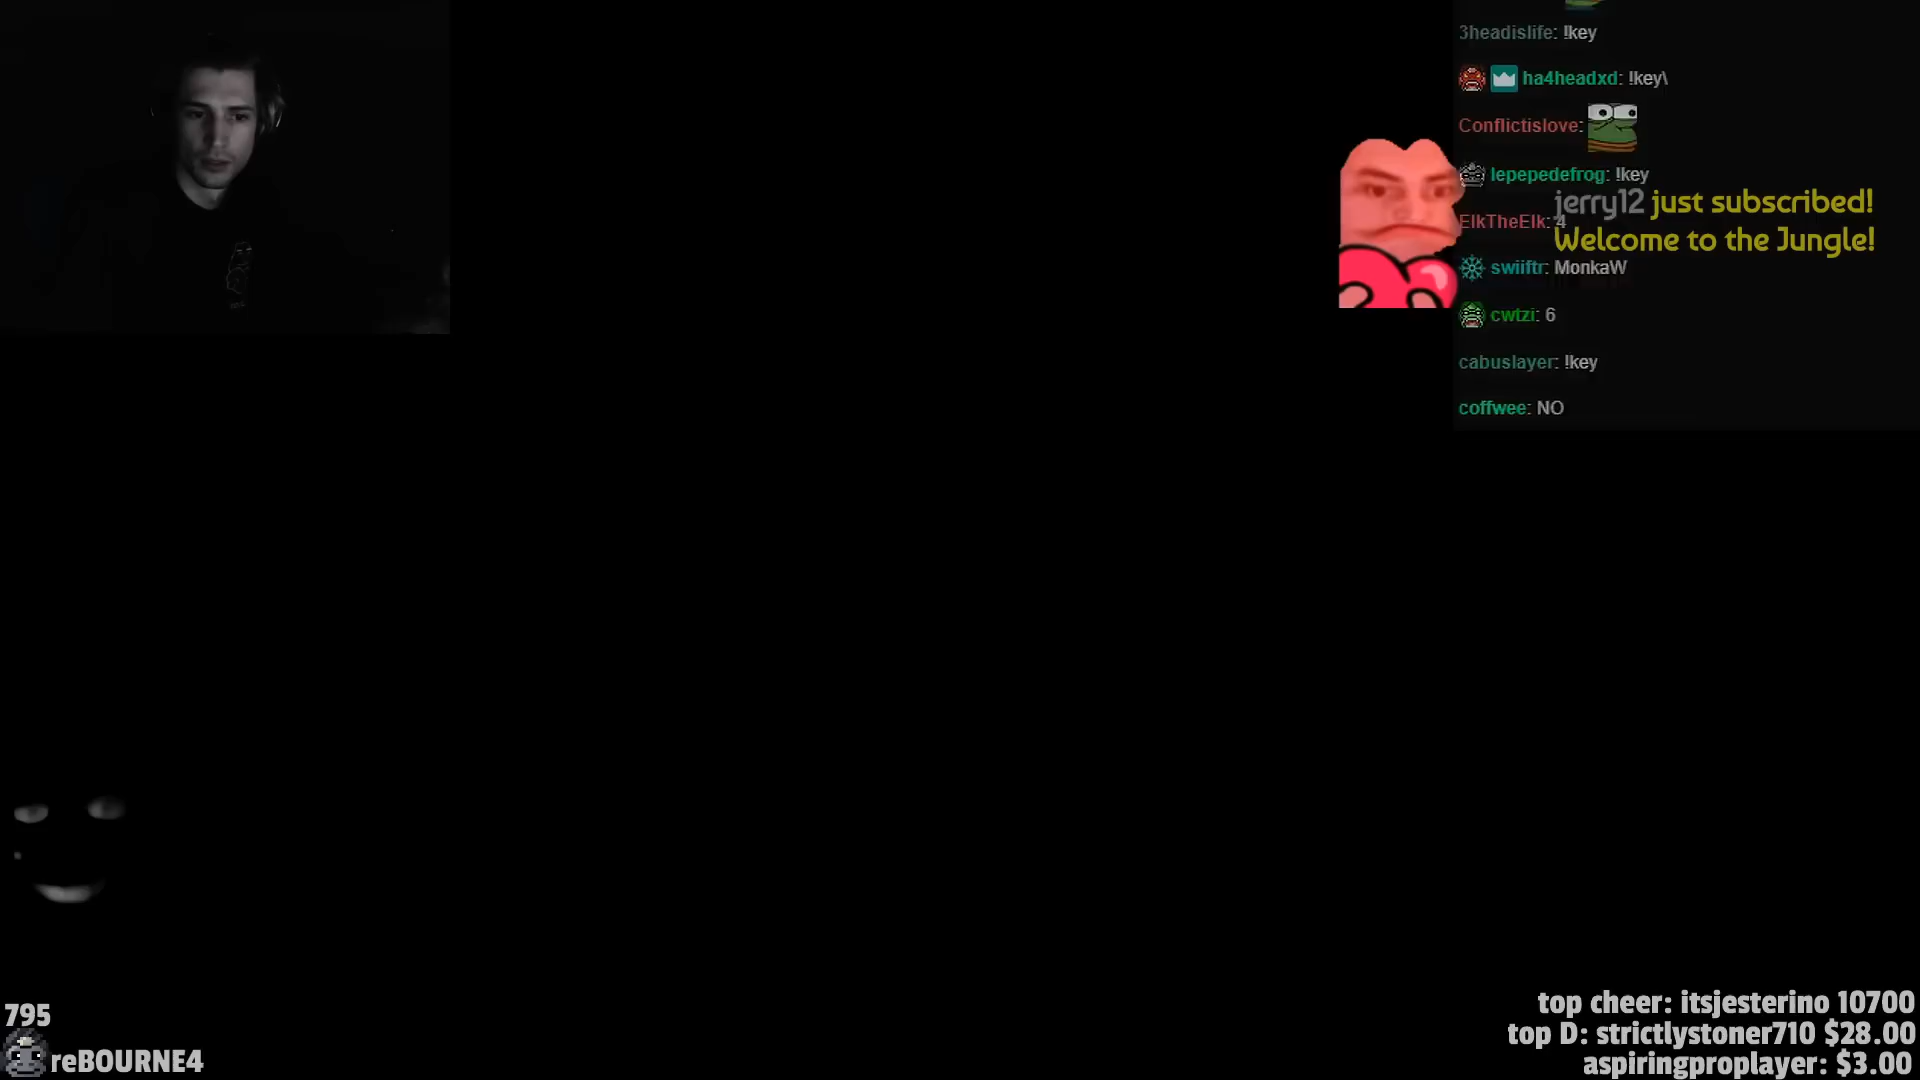 3headislife: !key
ha4headxd: !key\
Conflictislove:
lepepedefrog: !key
jerry12 just subscribed!
ElkTheElk: 4
Welcome to the Jungle!
swiiftr: MonkaW
cwtzi: 6
cabuslayer: !key
coffwee: NO
795
reBOURNE4
top cheer: itsjesterino 10700
top D: strictlystoner710 $28.00
aspiringproplayer: $3.00